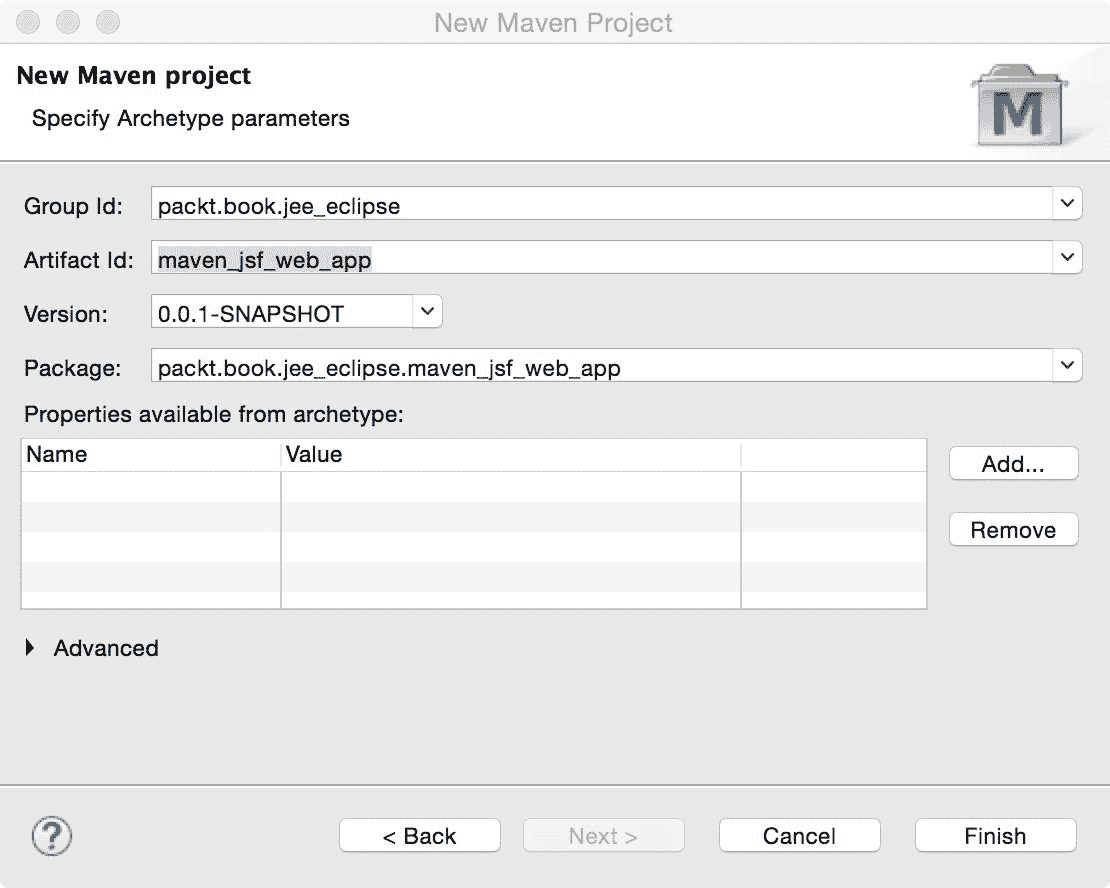 New Maven Project
New Maven project
Specify Archetype parameters
M
Group Id: packt.book.jee_eclipse
Artifact Id: maven_jsf_web_app
Version: 0.0.1-SNAPSHOT
Package: packt.book.jee_eclipse.maven_jsf_web_app
Properties available from archetype:
Name Value
Add...
Remove
Advanced
? < Back Next > Cancel Finish